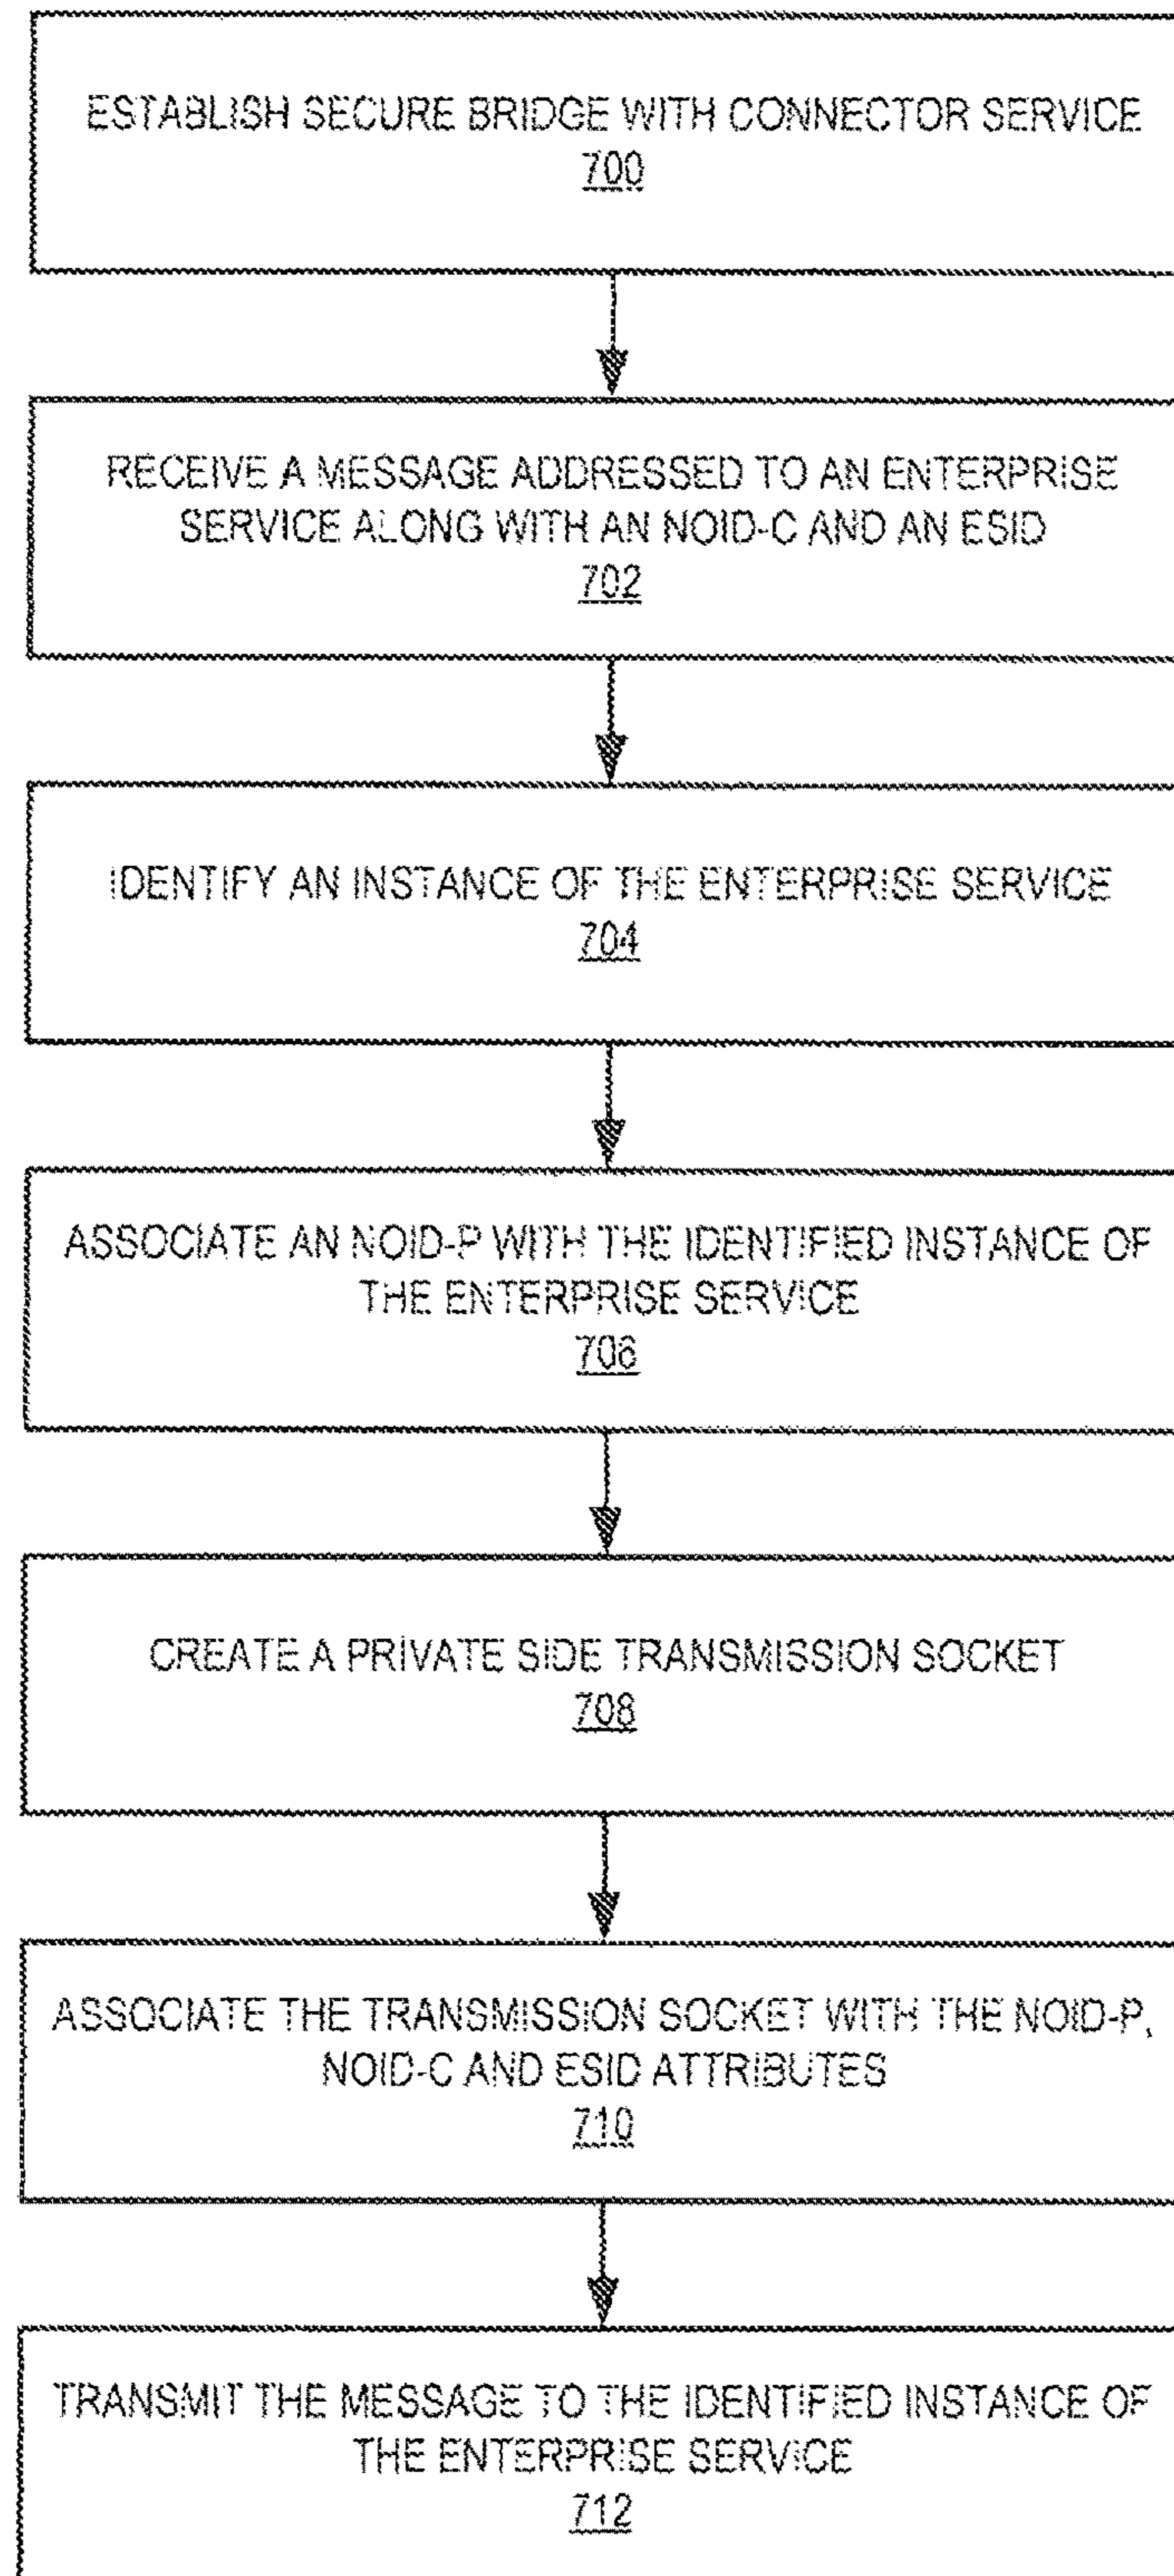 ESTABLISH SECURE BRIDGE WITH CONNECTOR SERVICE
700
RECEIVE A MESSAGE ADDRESSED TO AN ENTERPRISE
SERVICE ALONG WITH AN NOID-C AND AN ESID
702
IDENTIFY AN INSTANCE OF THE ENTERPRISE SERVICE
704
ASSOCIATE AN NOID-P WITH THE IDENTIFIED INSTANCE OF
THE ENTERPRISE SERVICE
706
CREATE A PRIVATE SIDE TRANSMISSION SOCKET
708
ASSOCIATE THE TRANSMISSION SOCKET WITH THE NOID-P,
NOID-C AND ESID ATTRIBUTES
710
TRANSMIT THE MESSAGE TO THE IDENTIFIED INSTANCE OF
THE ENTERPRISE SERVICE
712